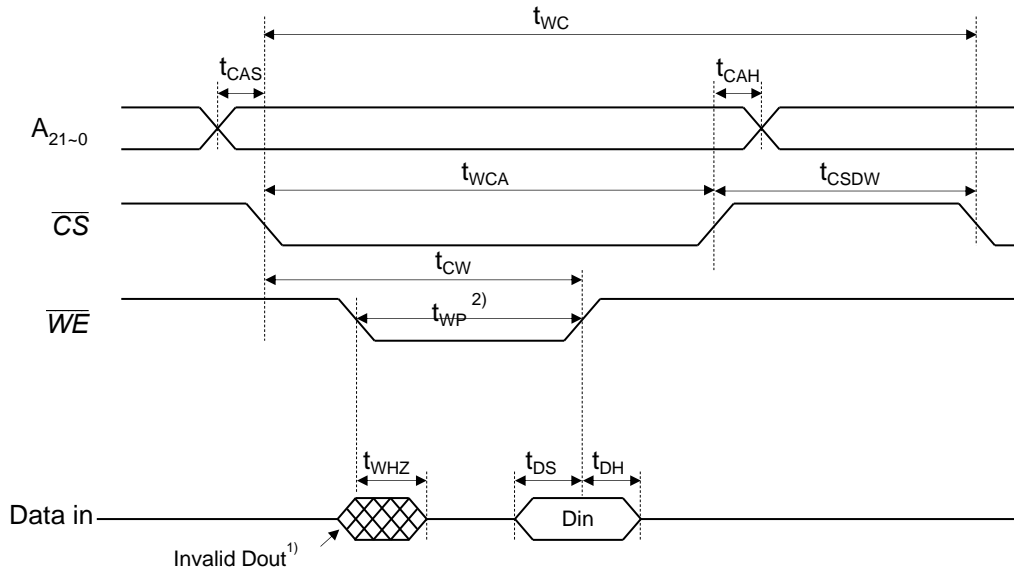 tWC
tCAS
tCAH
A21~0
tWCA
tCSDW
CS
tCW
WE
tWP 2)
tWHZ
tDS
tDH
Data in
Din
Invalid Dout1)